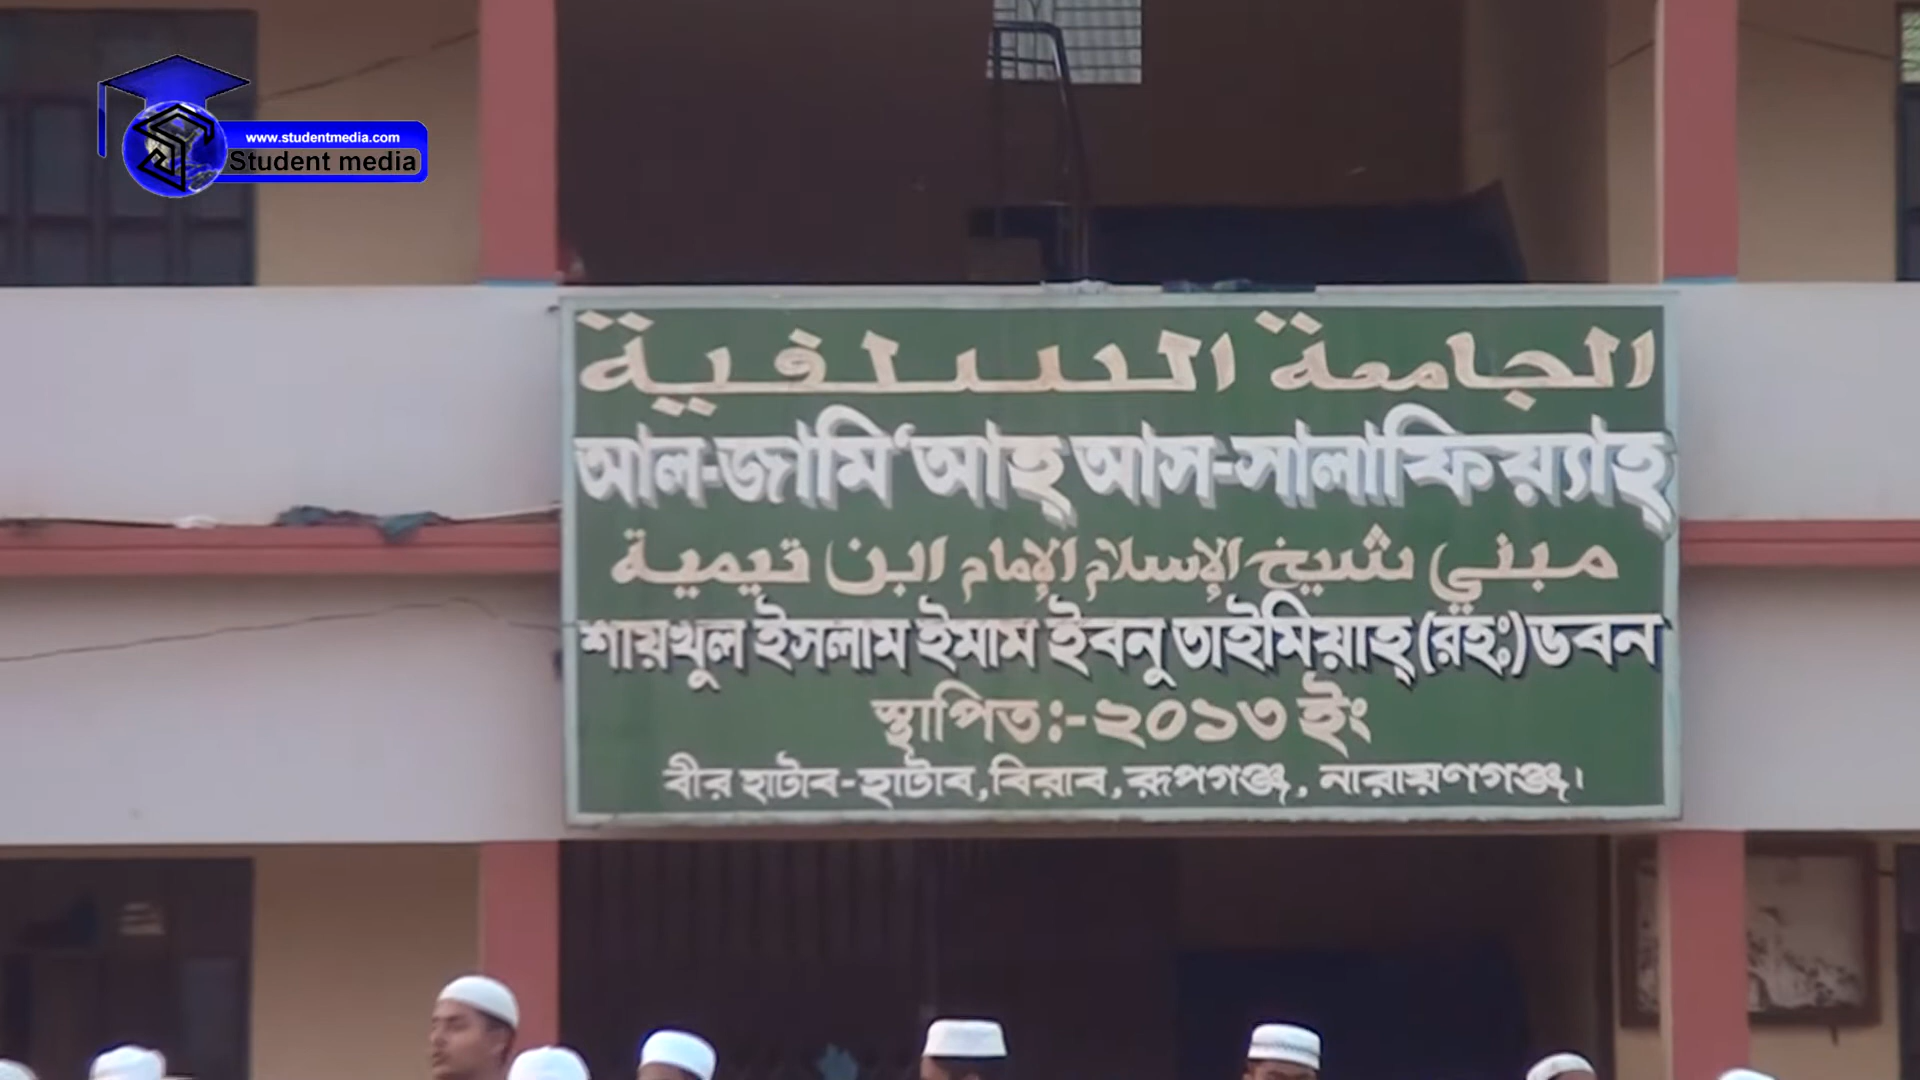 www.studentmedia.com
Student media
الجامعة السلفية
আল-জামি‘আহ্ আস-সালাফিয়্যাহ্
مبنى شيخ الإسلام الإمام ابن تيمية
শায়খুল ইসলাম ইমাম ইবনু তাইমিয়াহ্ (রহঃ) ভবন
স্থাপিত:-২০১৩ ইং
বীর হাটাব-হাটাব, বিরাব, রূপগঞ্জ, নারায়ণগঞ্জ।